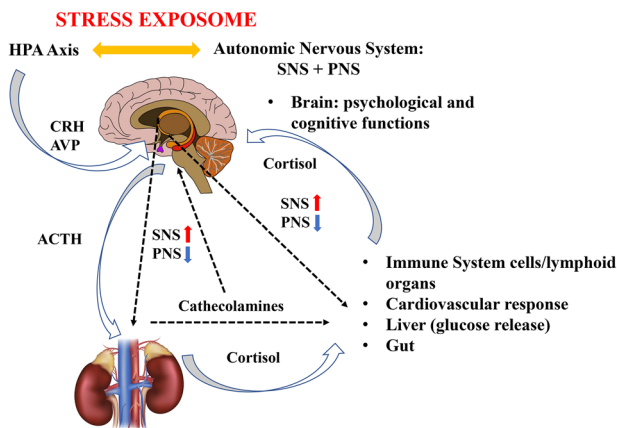 STRESS EXPOSOME
HPA Axis
Autonomic Nervous System:
SNS + PNS
• Brain: psychological and
cognitive functions
CRH
AVP
Cortisol
SNS
PNS
ACTH
SNS
PNS
• Immune System cells/lymphoid
organs
• Cardiovascular response
• Liver (glucose release)
• Gut
Cathecolamines
Cortisol